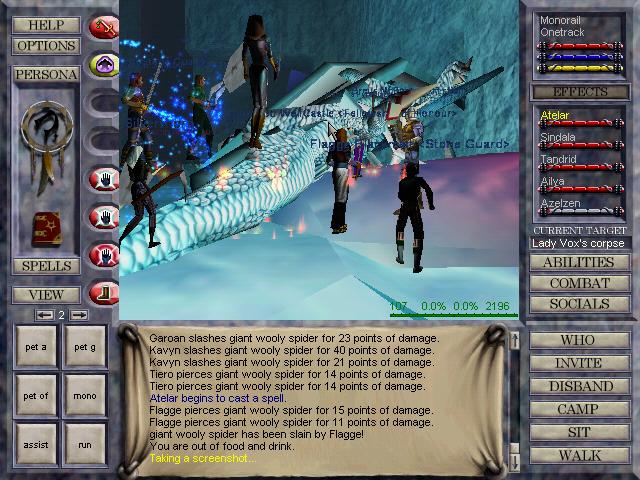 HELP
OPTIONS
PERSONA
SPELLS
VIEW
2
pet a
pet g
pet of
mono
assist
run
<Stone Guard>
107 0.0% 0.0% 2196
Garoan slashes giant wooly spider for 23 points of damage.
Kavyn slashes giant wooly spider for 40 points of damage.
Kavyn slashes giant wooly spider for 21 points of damage.
Tiero pierces giant wooly spider for 14 points of damage.
Tiero pierces giant wooly spider for 14 points of damage.
Atelar begins to cast a spell.
Flagge pierces giant wooly spider for 15 points of damage.
Flagge pierces giant wooly spider for 11 points of damage.
giant wooly spider has been slain by Flagge!
You are out of food and drink.
Taking a screenshot...
Monorail
Onetrack
EFFECTS
Atelar
Sindala
Tandrid
Ailya
Azelzen
CURRENT TARGET
Lady Vox's corpse
ABILITIES
COMBAT
SOCIALS
WHO
INVITE
DISBAND
CAMP
SIT
WALK